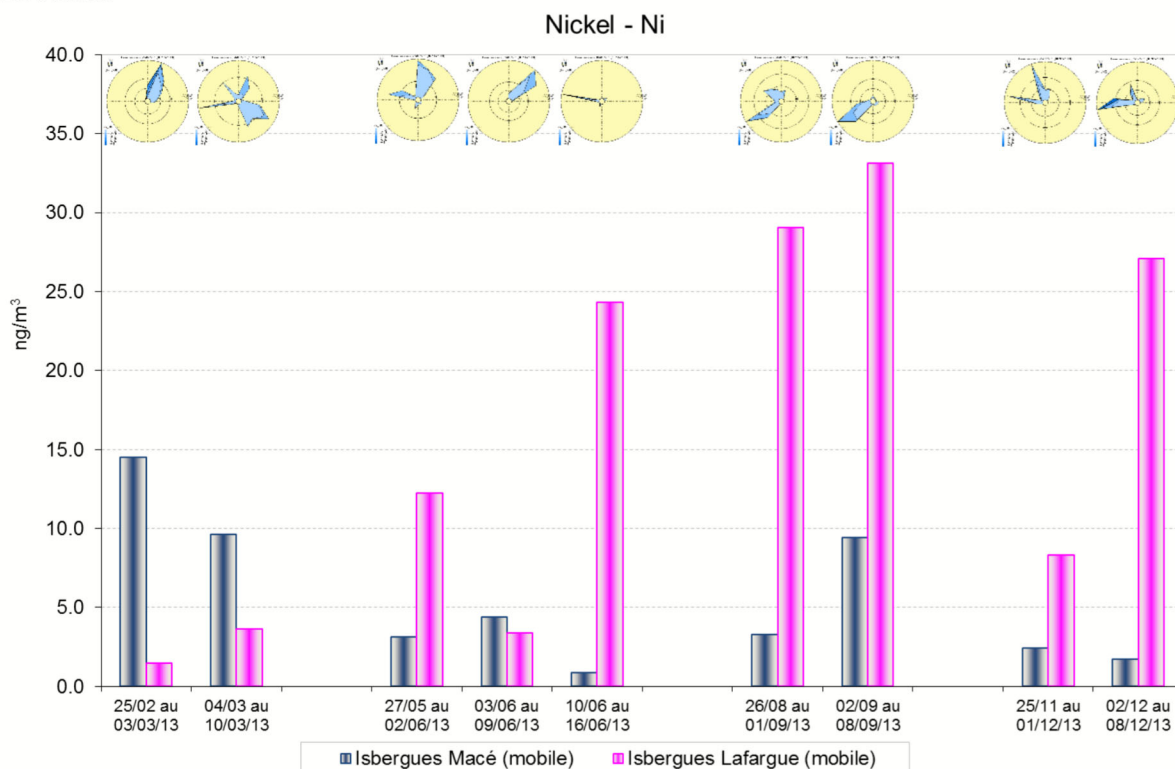 Nickel - Ni
40.0
35.0
30.0
25.0
20.0
15.0
10.0
5.0
0.0
ng/m³
25/02 au
03/03/13
04/03 au
10/03/13
27/05 au
02/06/13
03/06 au
09/06/13
10/06 au
16/06/13
26/08 au
01/09/13
02/09 au
08/09/13
25/11 au
01/12/13
02/12 au
08/12/13
Isbergues Macé (mobile) Isbergues Lafargue (mobile)